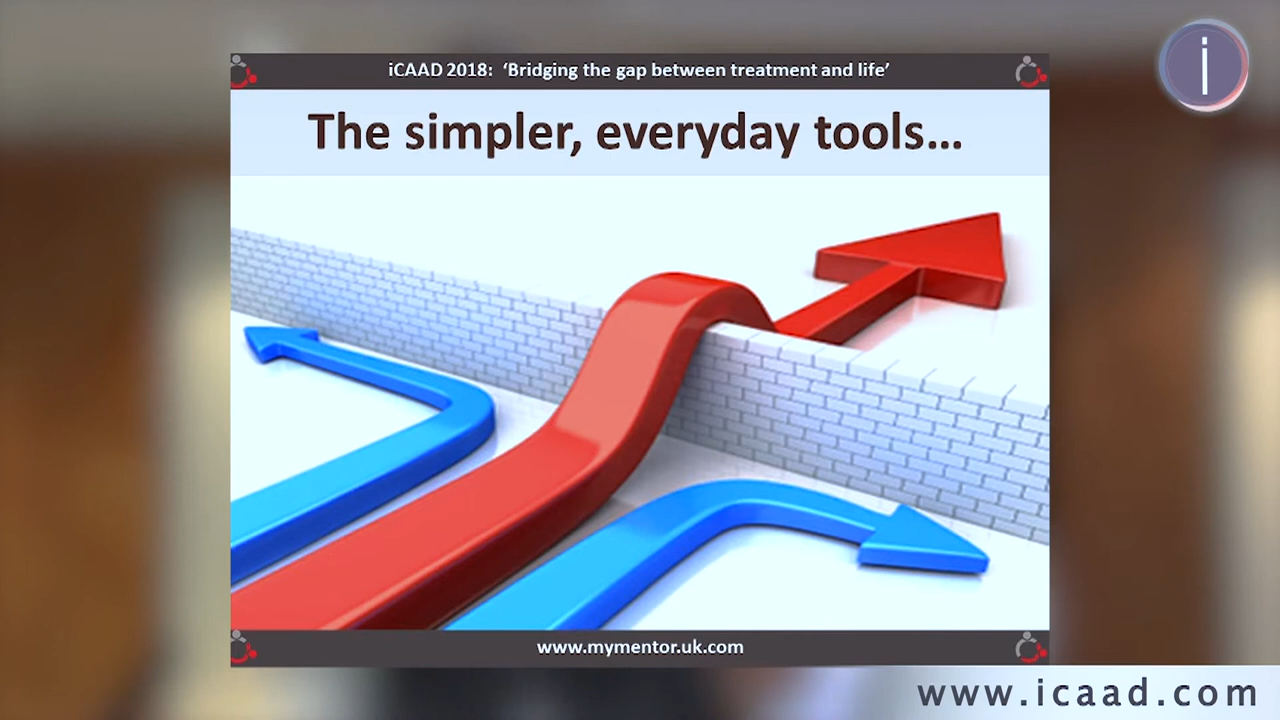 iCAAD 2018:  ‘Bridging the gap between treatment and life’
i
The simpler, everyday tools...
www.mymentor.uk.com
www.icaad.com